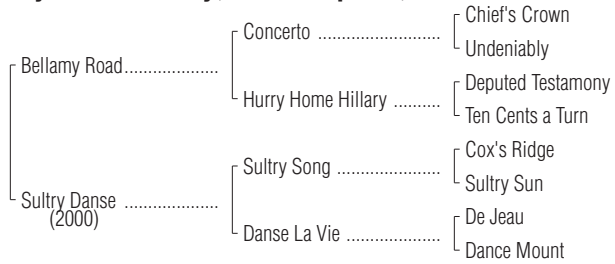 Chief's Crown
Concerto ..................
Undeniably
Bellamy Road....................
Deputed Testamony
Hurry Home Hillary ..........
Ten Cents a Turn
Cox's Ridge
Sultry Song ..................
Sultry Sun
Sultry Danse ....................
(2000)
De Jeau
Danse La Vie ..................
Dance Mount